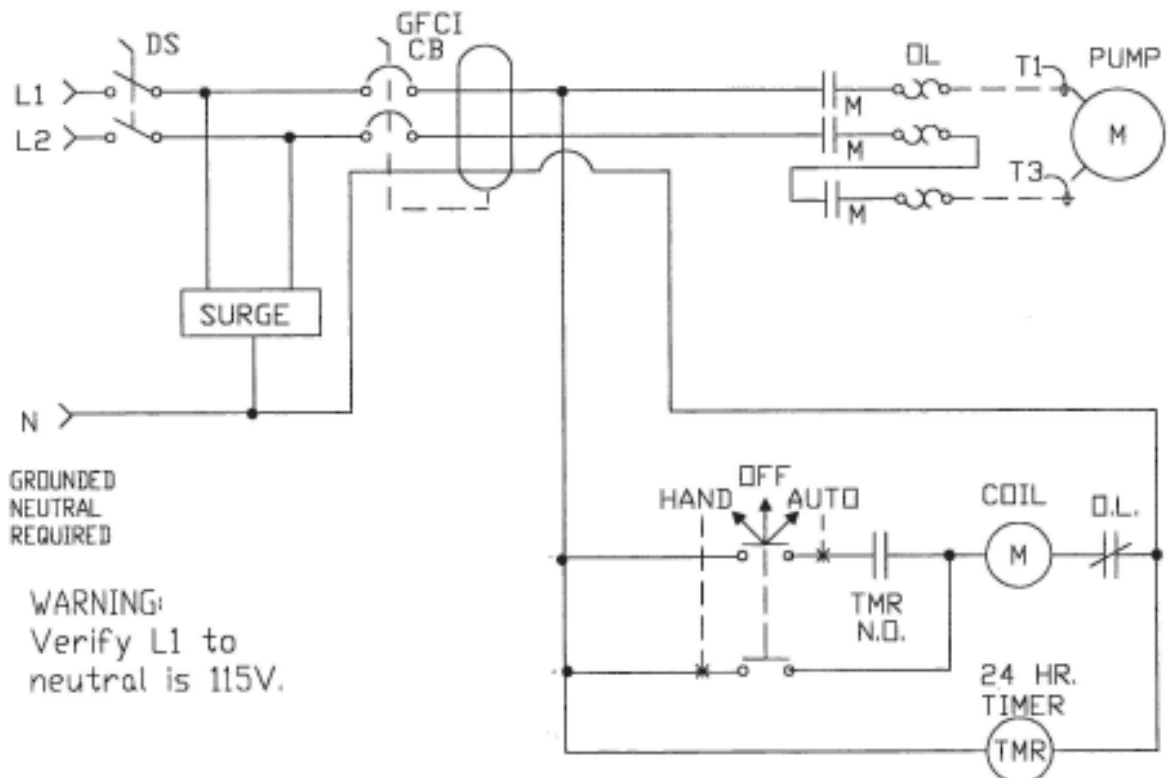 GFCI
CB
DS
OL
T1
PUMP
L1
M
M
L2
M
T3
M
SURGE
N
GROUNDED
NEUTRAL
REQUIRED
OFF
HAND
AUTO
COIL
O.L.
M
TMR
N.O.
WARNING:
Verify L1 to
neutral is 115V.
24 HR.
TIMER
TMR